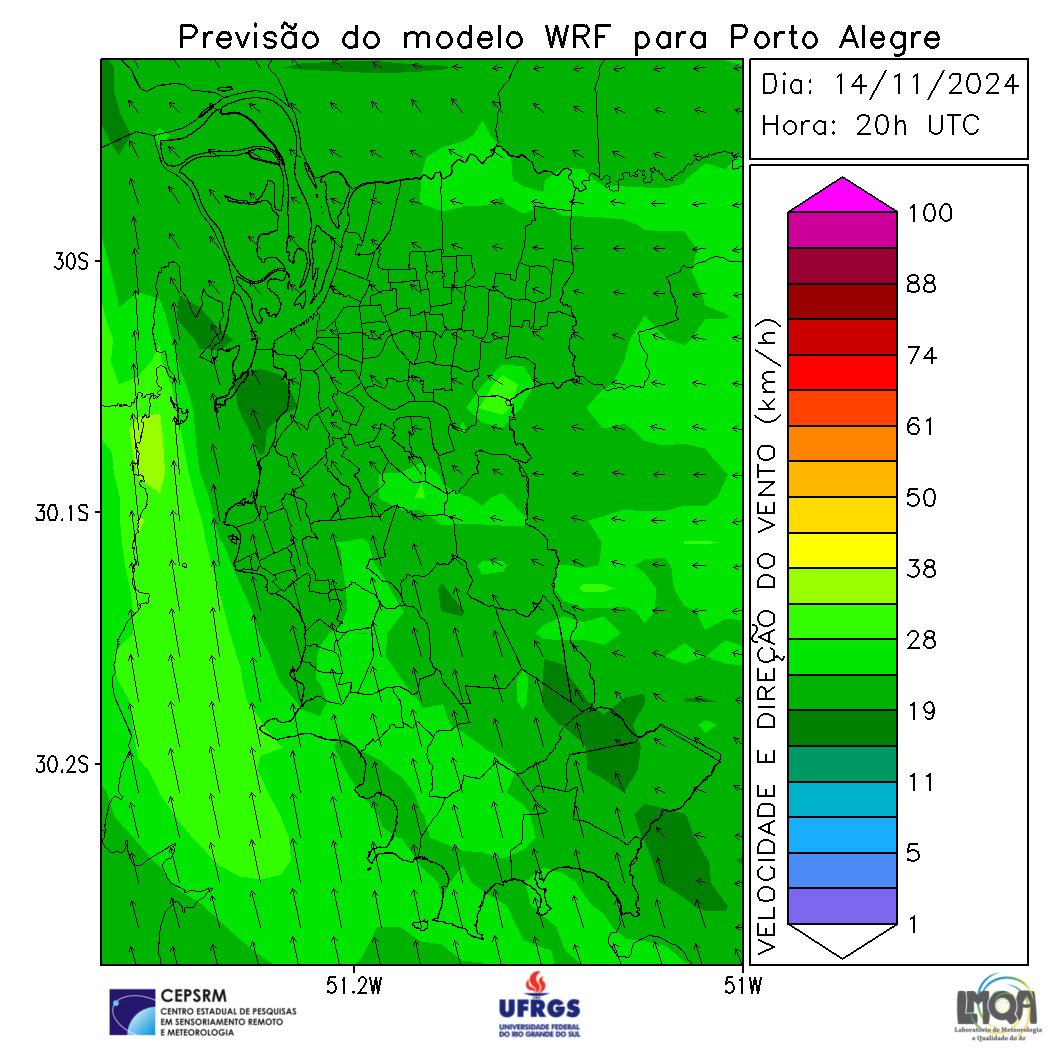 Previsão do modelo WRF para Porto Alegre
Dia: 14/11/2024
Hora: 20h UTC
30S
30.1S
30.2S
51.2W
51W
VELOCIDADE E DIREÇÃO DO VENTO (km/h)
100
88
74
61
50
38
28
19
11
5
1
CEPSRM
CENTRO ESTADUAL DE PESQUISAS
EM SENSORIAMENTO REMOTO
E METEOROLOGIA
UFRGS
UNIVERSIDADE FEDERAL
DO RIO GRANDE DO SUL
LMQA
Laboratório de Meteorologia
e Qualidade do Ar